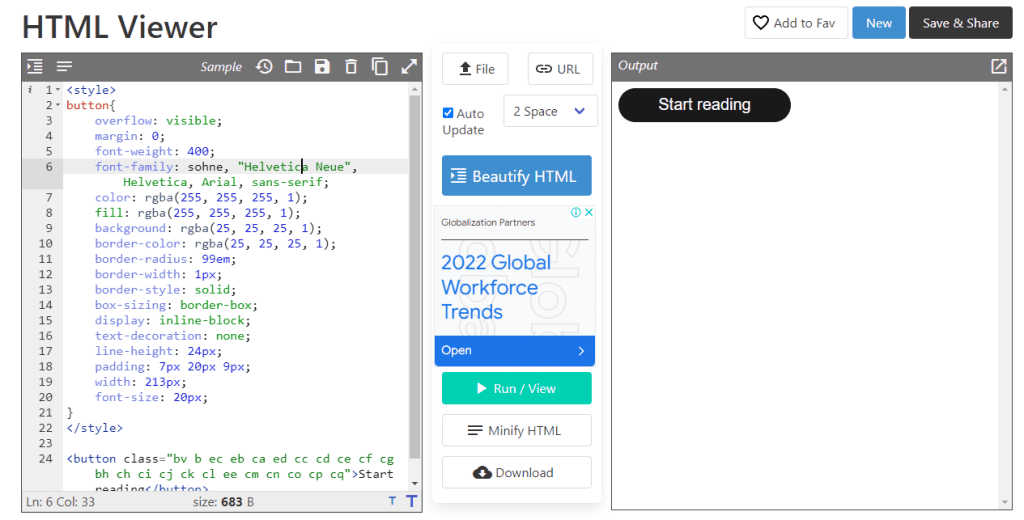 HTML Viewer
Add to Fav
New
Save & Share
Sample
i 1 <style>
2 button{
3 overflow: visible;
4 margin: 0;
5 font-weight: 400;
6 font-family: sohne, "Helvetica Neue",
Helvetica, Arial, sans-serif;
7 color: rgba(255, 255, 255, 1);
8 fill: rgba(255, 255, 255, 1);
9 background: rgba(25, 25, 25, 1);
10 border-color: rgba(25, 25, 25, 1);
11 border-radius: 99em;
12 border-width: 1px;
13 border-style: solid;
14 box-sizing: border-box;
15 display: inline-block;
16 text-decoration: none;
17 line-height: 24px;
18 padding: 7px 20px 9px;
19 width: 213px;
20 font-size: 20px;
21 }
22 </style>
23
24 <button class="bv b ec eb ca ed cc cd ce cf cg
bh ch ci cj ck cl ee cm cn co cp cq">Start
reading</button>
Ln: 6 Col: 33
size: 683 B
T T
File
URL
Auto
Update
2 Space
Beautify HTML
Globalization Partners
2022 Global
Workforce
Trends
Open
Run / View
Minify HTML
Download
Output
Start reading